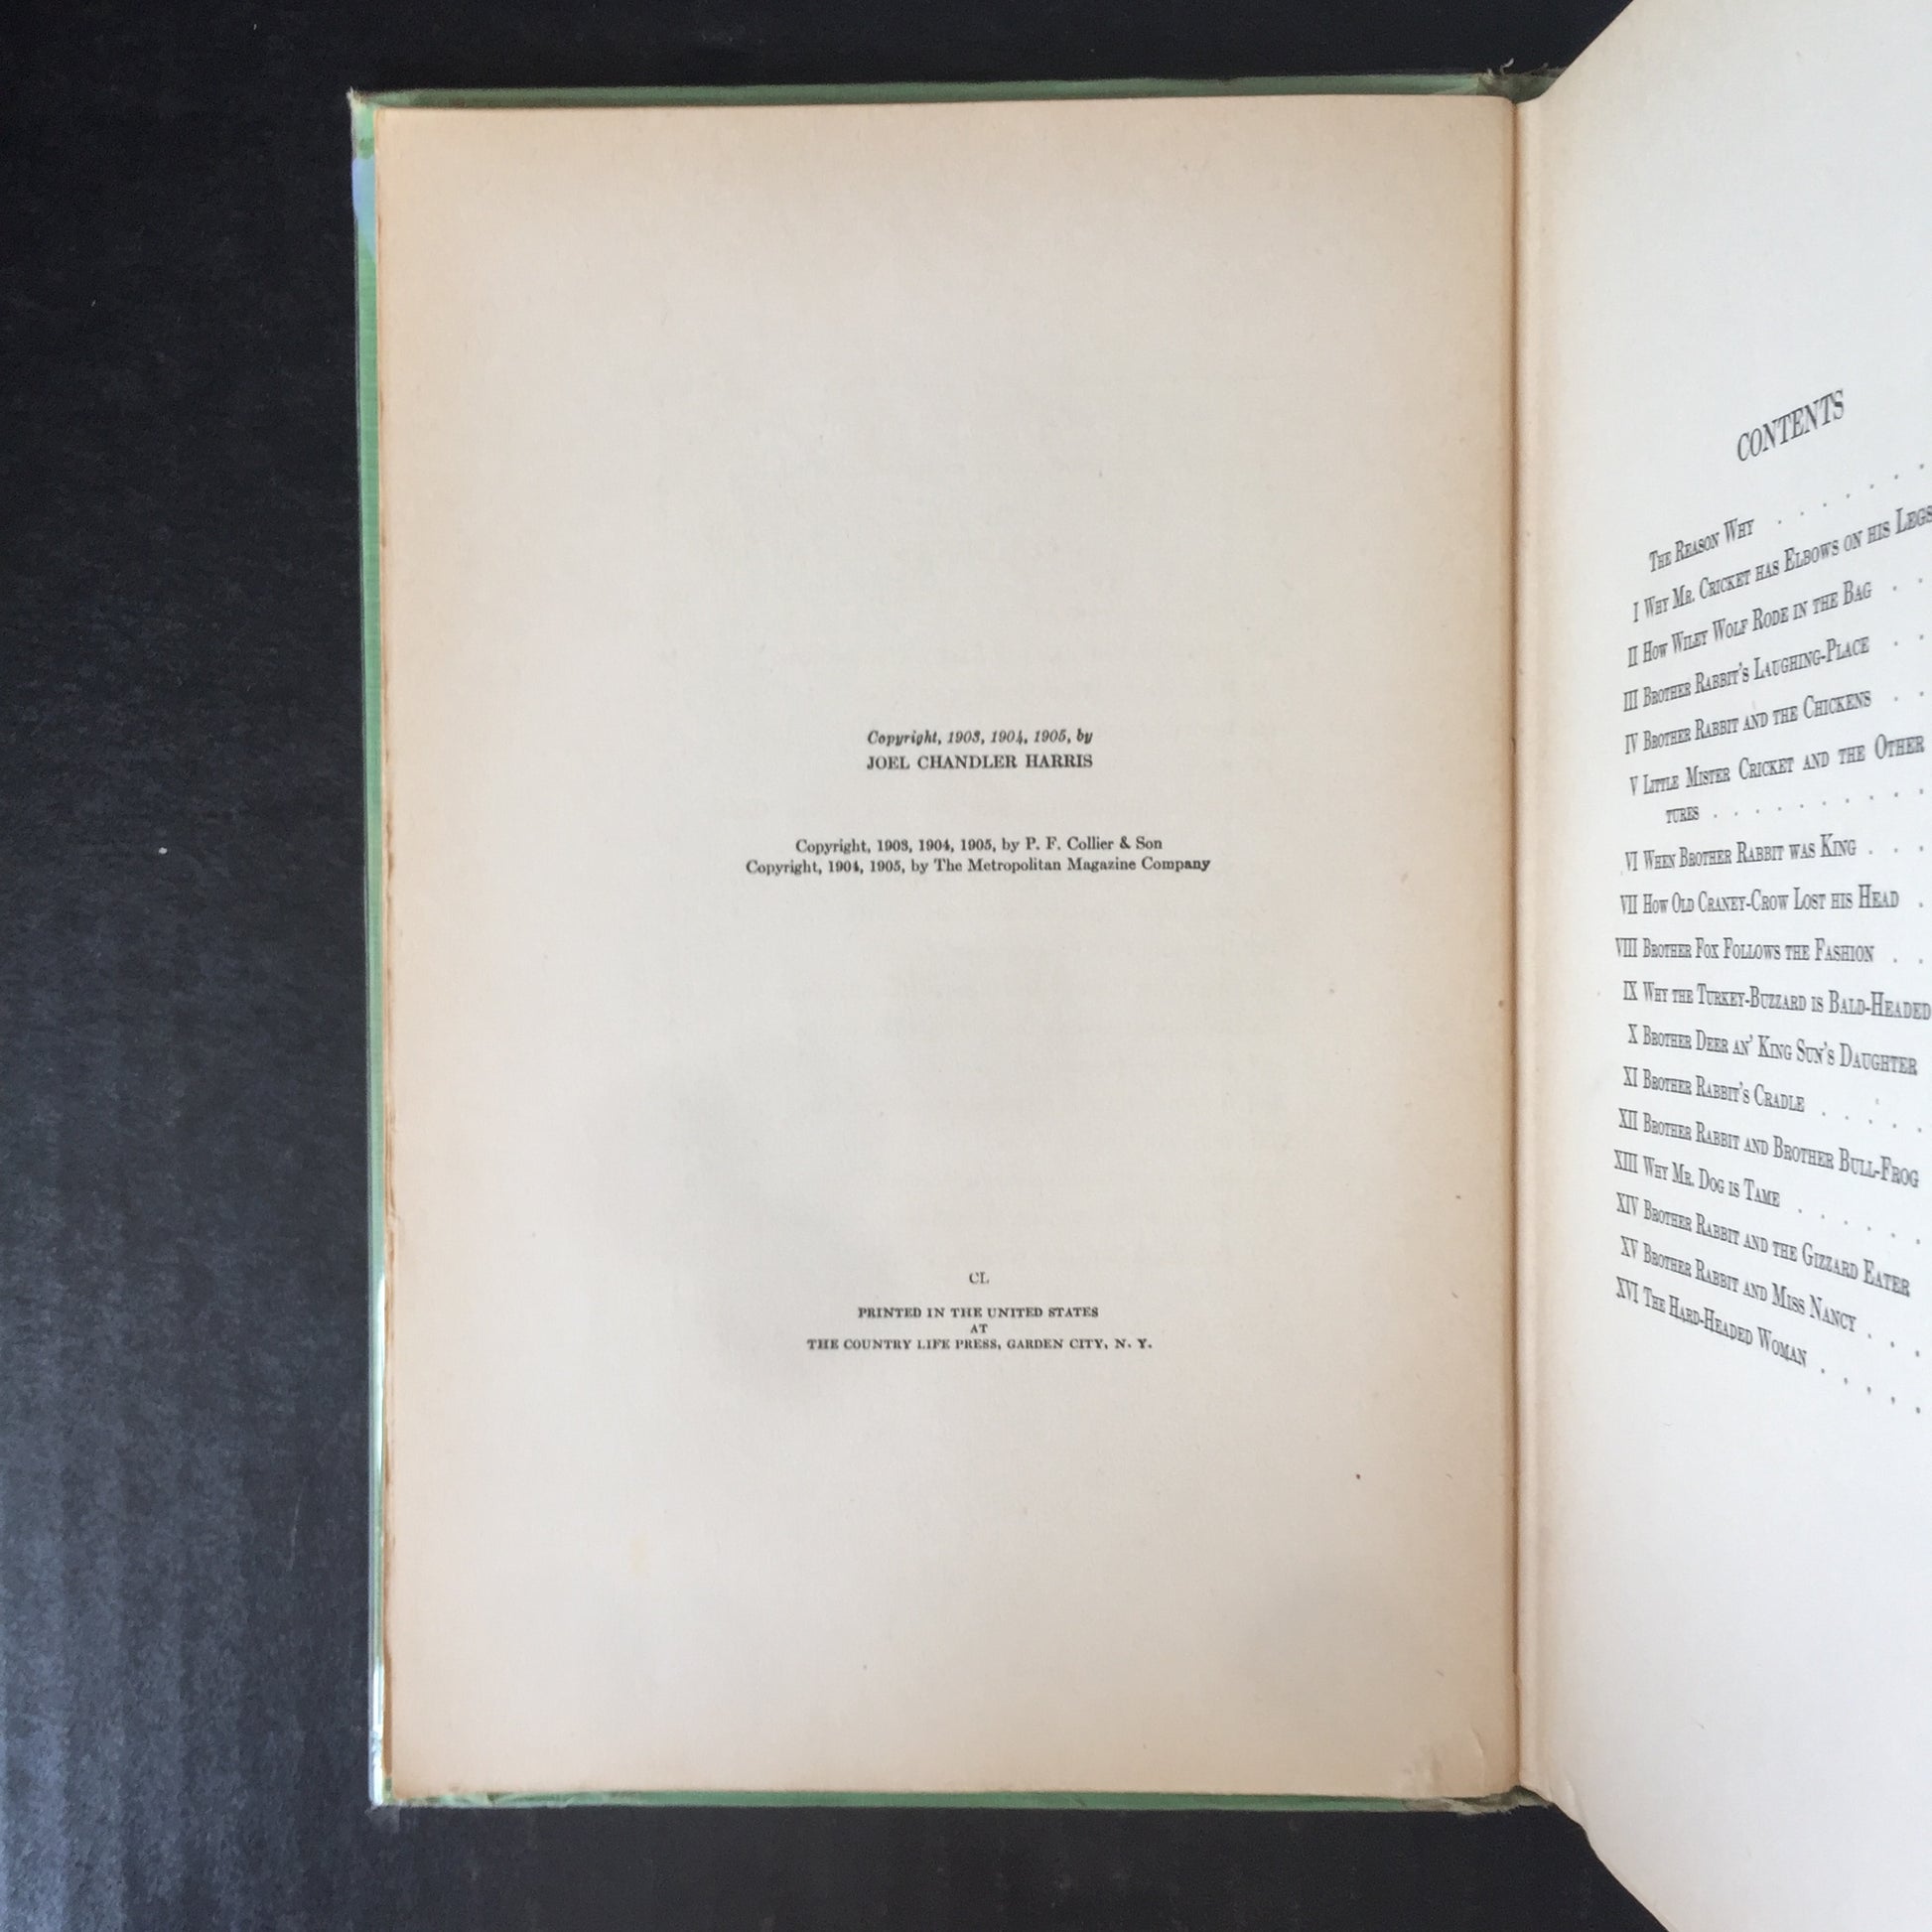 Copyright, 1903, 1904, 1905, by
JOEL CHANDLER HARRIS
Copyright, 1903, 1904, 1905, by P. F. Collier & Son
Copyright, 1904, 1905, by The Metropolitan Magazine Company
CL
PRINTED IN THE UNITED STATES
AT
THE COUNTRY LIFE PRESS, GARDEN CITY, N. Y.
CONTENTS
THE REASON WHY . . . . . .
I WHY MR. CRICKET HAS ELBOWS ON HIS LEGS
II HOW WILEY WOLF RODE IN THE BAG . .
III BROTHER RABBIT'S LAUGHING-PLACE . .
IV BROTHER RABBIT AND THE CHICKENS . .
V LITTLE MISTER CRICKET AND THE OTHER
TURES . . . . . . . . .
VI WHEN BROTHER RABBIT WAS KING . . .
VII HOW OLD CRANEY-CROW LOST HIS HEAD .
VIII BROTHER FOX FOLLOWS THE FASHION . .
IX WHY THE TURKEY-BUZZARD IS BALD-HEADED
X BROTHER DEER AN' KING SUN'S DAUGHTER
XI BROTHER RABBIT'S CRADLE . . . . .
XII BROTHER RABBIT AND BROTHER BULL-FROG
XIII WHY MR. DOG IS TAME . . . . . .
XIV BROTHER RABBIT AND THE GIZZARD EATER
XV BROTHER RABBIT AND MISS NANCY . . .
XVI THE HARD-HEADED WOMAN . . . . .